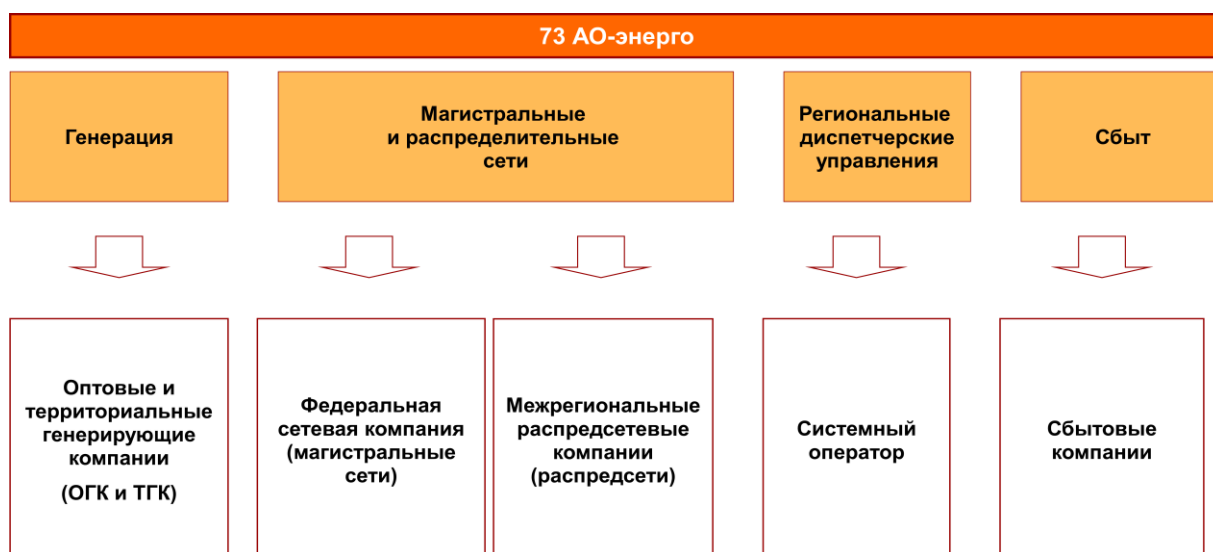 73 АО-энерго
Генерация
Магистральные
и распределительные
сети
Региональные
диспетчерские
управления
Сбыт
Оптовые и
территориальные
генерирующие
компании
(ОГК и ТГК)
Федеральная
сетевая компания
(магистральные
сети)
Межрегиональные
распредсетевые
компании
(распредсети)
Системный
оператор
Сбытовые
компании